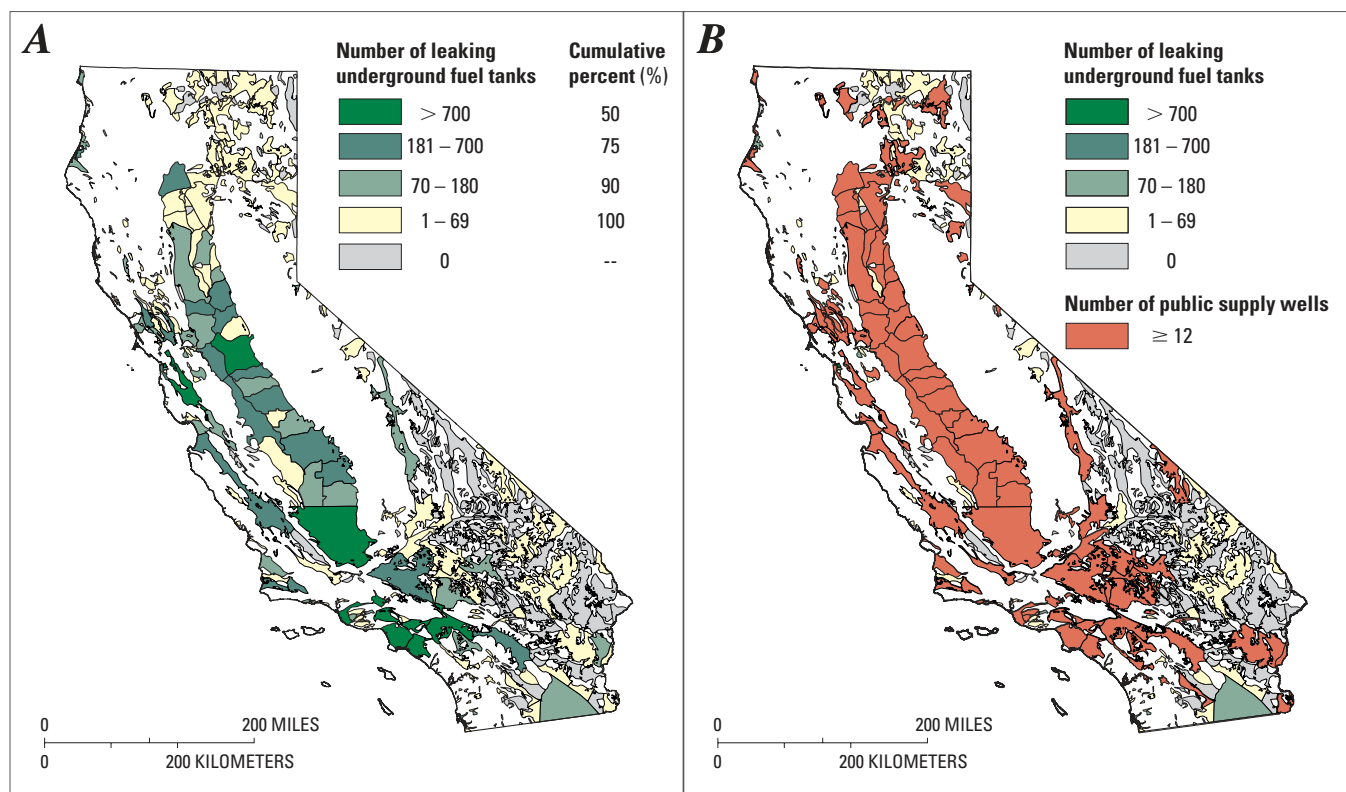 A
Number of leaking underground fuel tanks
Cumulative percent (%)
> 700 50
181 – 700 75
70 – 180 90
1 – 69 100
0 --
0 200 MILES
0 200 KILOMETERS
B
Number of leaking underground fuel tanks
> 700
181 – 700
70 – 180
1 – 69
0
Number of public supply wells
≥ 12
0 200 MILES
0 200 KILOMETERS